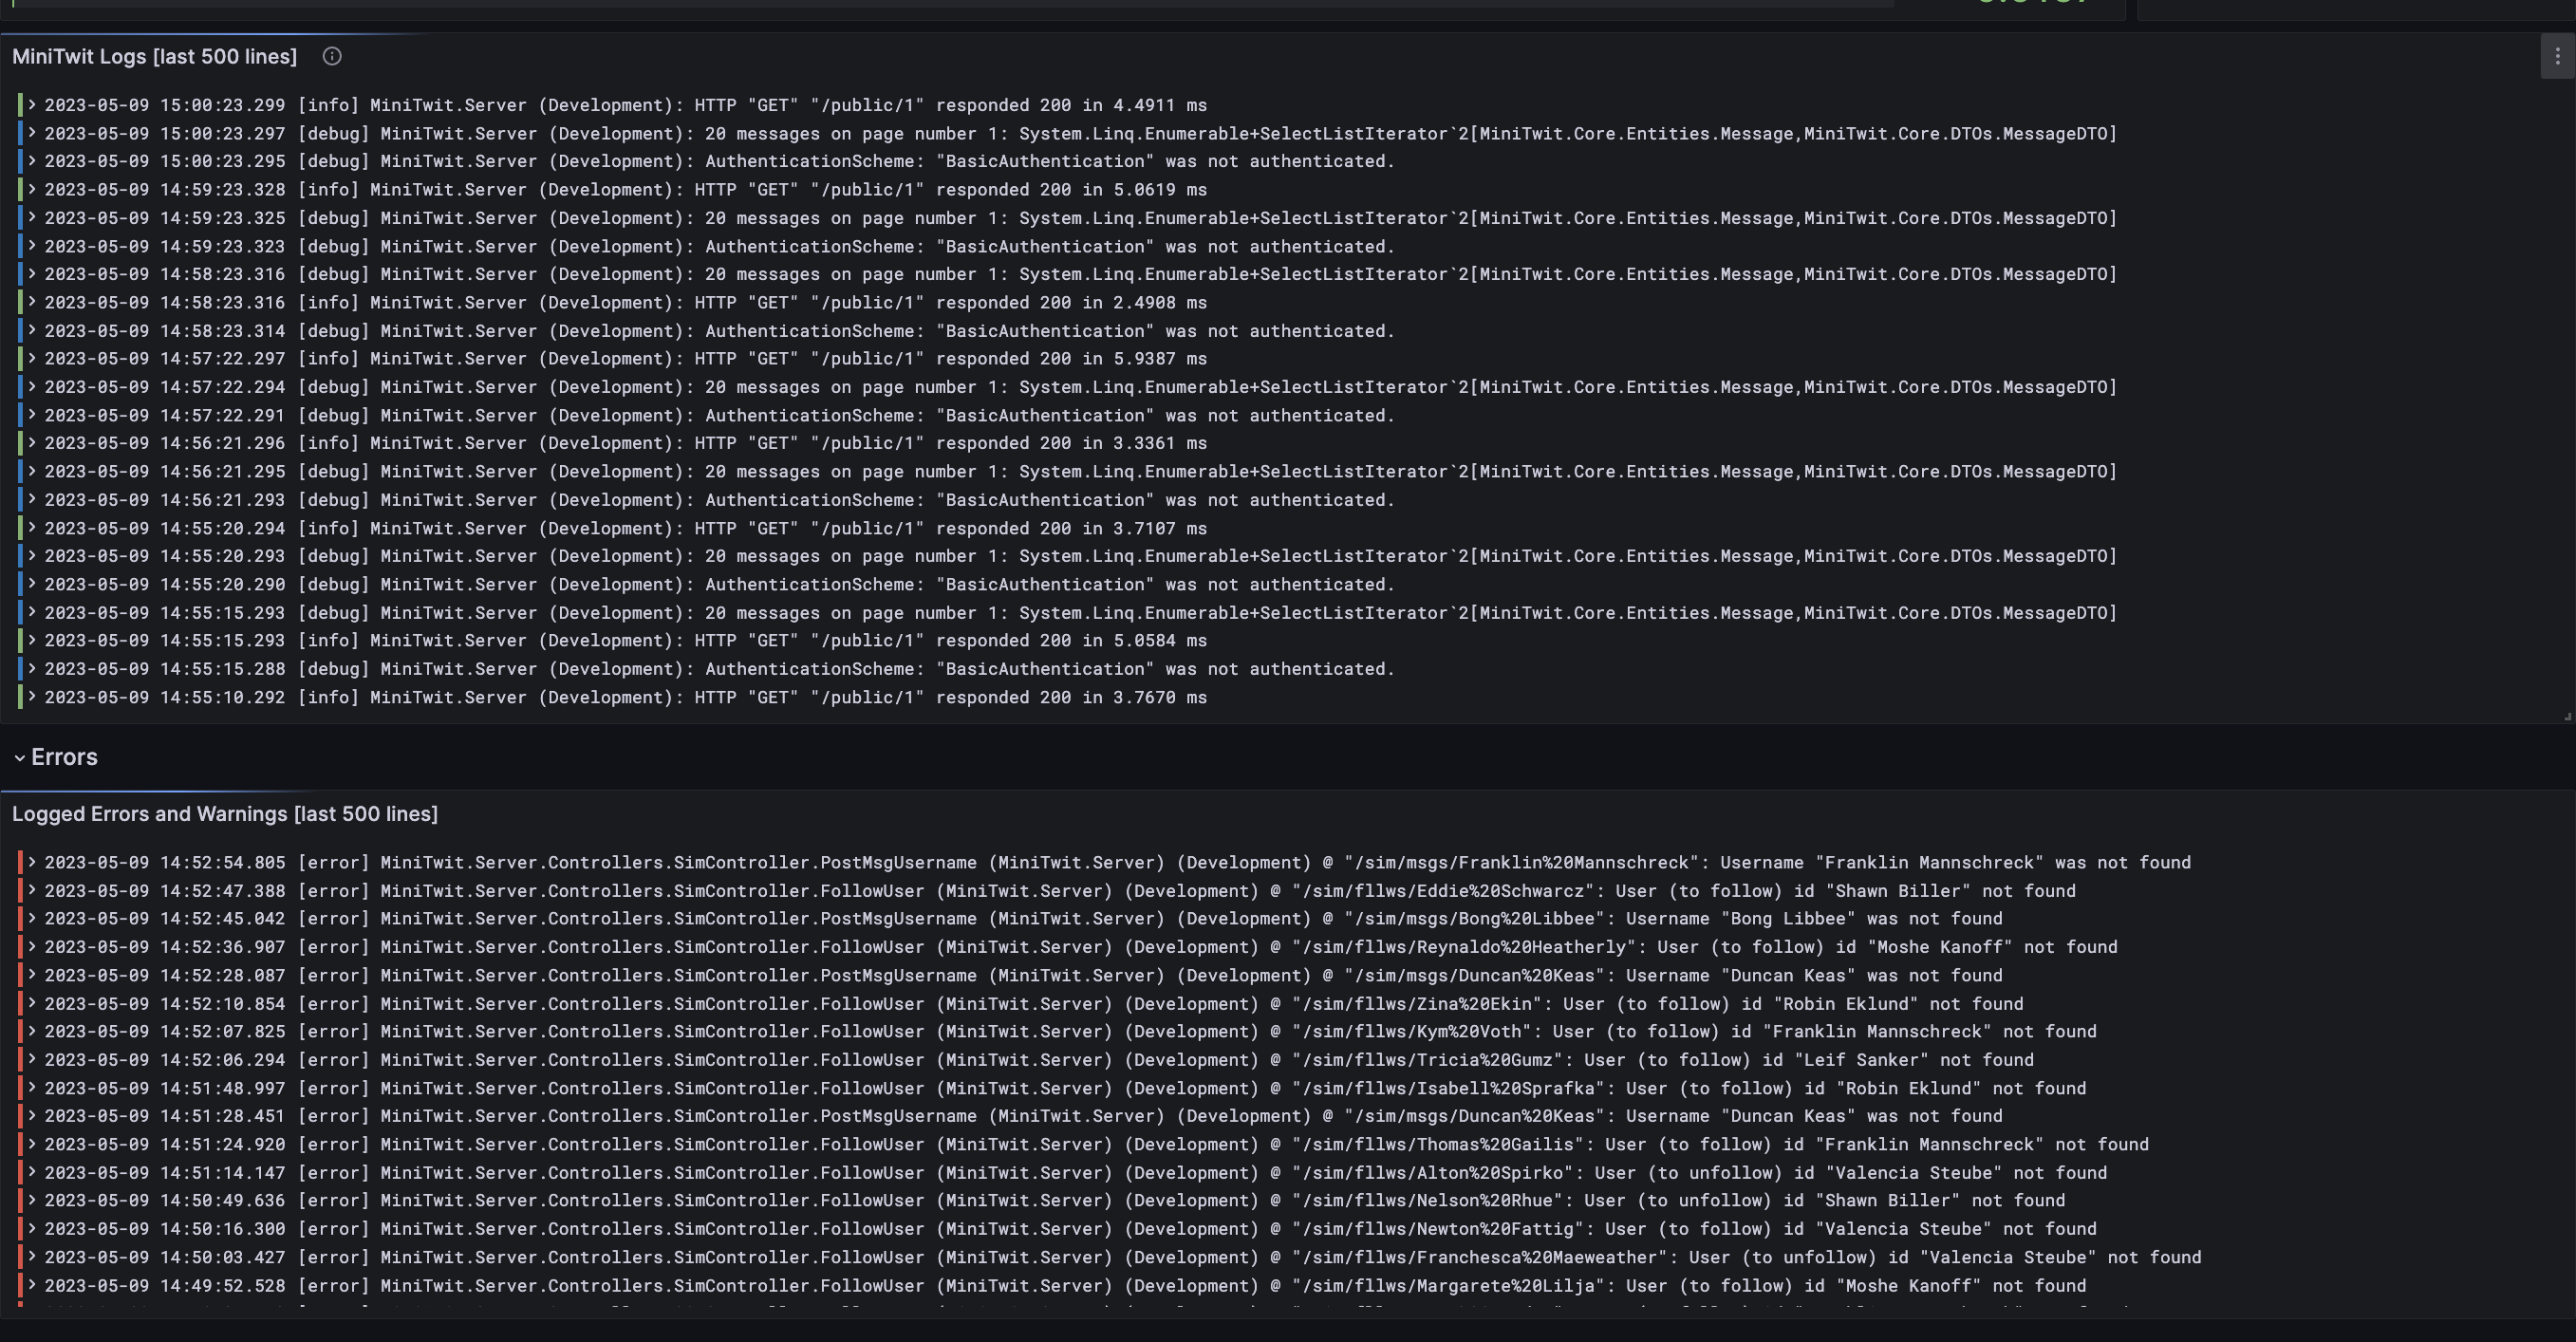 MiniTwit Logs [last 500 lines]
2023-05-09 15:00:23.299 [info] MiniTwit.Server (Development): HTTP "GET" "/public/1" responded 200 in 4.4911 ms
2023-05-09 15:00:23.297 [debug] MiniTwit.Server (Development): 20 messages on page number 1: System.Linq.Enumerable+SelectListIterator`2[MiniTwit.Core.Entities.Message,MiniTwit.Core.DTOs.MessageDTO]
2023-05-09 15:00:23.295 [debug] MiniTwit.Server (Development): AuthenticationScheme: "BasicAuthentication" was not authenticated.
2023-05-09 14:59:23.328 [info] MiniTwit.Server (Development): HTTP "GET" "/public/1" responded 200 in 5.0619 ms
2023-05-09 14:59:23.325 [debug] MiniTwit.Server (Development): 20 messages on page number 1: System.Linq.Enumerable+SelectListIterator`2[MiniTwit.Core.Entities.Message,MiniTwit.Core.DTOs.MessageDTO]
2023-05-09 14:59:23.323 [debug] MiniTwit.Server (Development): AuthenticationScheme: "BasicAuthentication" was not authenticated.
2023-05-09 14:58:23.316 [debug] MiniTwit.Server (Development): 20 messages on page number 1: System.Linq.Enumerable+SelectListIterator`2[MiniTwit.Core.Entities.Message,MiniTwit.Core.DTOs.MessageDTO]
2023-05-09 14:58:23.316 [info] MiniTwit.Server (Development): HTTP "GET" "/public/1" responded 200 in 2.4908 ms
2023-05-09 14:58:23.314 [debug] MiniTwit.Server (Development): AuthenticationScheme: "BasicAuthentication" was not authenticated.
2023-05-09 14:57:22.297 [info] MiniTwit.Server (Development): HTTP "GET" "/public/1" responded 200 in 5.9387 ms
2023-05-09 14:57:22.294 [debug] MiniTwit.Server (Development): 20 messages on page number 1: System.Linq.Enumerable+SelectListIterator`2[MiniTwit.Core.Entities.Message,MiniTwit.Core.DTOs.MessageDTO]
2023-05-09 14:57:22.291 [debug] MiniTwit.Server (Development): AuthenticationScheme: "BasicAuthentication" was not authenticated.
2023-05-09 14:56:21.296 [info] MiniTwit.Server (Development): HTTP "GET" "/public/1" responded 200 in 3.3361 ms
2023-05-09 14:56:21.295 [debug] MiniTwit.Server (Development): 20 messages on page number 1: System.Linq.Enumerable+SelectListIterator`2[MiniTwit.Core.Entities.Message,MiniTwit.Core.DTOs.MessageDTO]
2023-05-09 14:56:21.293 [debug] MiniTwit.Server (Development): AuthenticationScheme: "BasicAuthentication" was not authenticated.
2023-05-09 14:55:20.294 [info] MiniTwit.Server (Development): HTTP "GET" "/public/1" responded 200 in 3.7107 ms
2023-05-09 14:55:20.293 [debug] MiniTwit.Server (Development): 20 messages on page number 1: System.Linq.Enumerable+SelectListIterator`2[MiniTwit.Core.Entities.Message,MiniTwit.Core.DTOs.MessageDTO]
2023-05-09 14:55:20.290 [debug] MiniTwit.Server (Development): AuthenticationScheme: "BasicAuthentication" was not authenticated.
2023-05-09 14:55:15.293 [debug] MiniTwit.Server (Development): 20 messages on page number 1: System.Linq.Enumerable+SelectListIterator`2[MiniTwit.Core.Entities.Message,MiniTwit.Core.DTOs.MessageDTO]
2023-05-09 14:55:15.293 [info] MiniTwit.Server (Development): HTTP "GET" "/public/1" responded 200 in 5.0584 ms
2023-05-09 14:55:15.288 [debug] MiniTwit.Server (Development): AuthenticationScheme: "BasicAuthentication" was not authenticated.
2023-05-09 14:55:10.292 [info] MiniTwit.Server (Development): HTTP "GET" "/public/1" responded 200 in 3.7670 ms
Errors
Logged Errors and Warnings [last 500 lines]
2023-05-09 14:52:54.805 [error] MiniTwit.Server.Controllers.SimController.PostMsgUsername (MiniTwit.Server) (Development) @ "/sim/msgs/Franklin%20Mannschreck": Username "Franklin Mannschreck" was not found
2023-05-09 14:52:47.388 [error] MiniTwit.Server.Controllers.SimController.FollowUser (MiniTwit.Server) (Development) @ "/sim/fllws/Eddie%20Schwarcz": User (to follow) id "Shawn Biller" not found
2023-05-09 14:52:45.042 [error] MiniTwit.Server.Controllers.SimController.PostMsgUsername (MiniTwit.Server) (Development) @ "/sim/msgs/Bong%20Libbee": Username "Bong Libbee" was not found
2023-05-09 14:52:36.907 [error] MiniTwit.Server.Controllers.SimController.FollowUser (MiniTwit.Server) (Development) @ "/sim/fllws/Reynaldo%20Heatherly": User (to follow) id "Moshe Kanoff" not found
2023-05-09 14:52:28.087 [error] MiniTwit.Server.Controllers.SimController.PostMsgUsername (MiniTwit.Server) (Development) @ "/sim/msgs/Duncan%20Keas": Username "Duncan Keas" was not found
2023-05-09 14:52:10.854 [error] MiniTwit.Server.Controllers.SimController.FollowUser (MiniTwit.Server) (Development) @ "/sim/fllws/Zina%20Ekin": User (to follow) id "Robin Eklund" not found
2023-05-09 14:52:07.825 [error] MiniTwit.Server.Controllers.SimController.FollowUser (MiniTwit.Server) (Development) @ "/sim/fllws/Kym%20Voth": User (to follow) id "Franklin Mannschreck" not found
2023-05-09 14:52:06.294 [error] MiniTwit.Server.Controllers.SimController.FollowUser (MiniTwit.Server) (Development) @ "/sim/fllws/Tricia%20Gumz": User (to follow) id "Leif Sanker" not found
2023-05-09 14:51:48.997 [error] MiniTwit.Server.Controllers.SimController.FollowUser (MiniTwit.Server) (Development) @ "/sim/fllws/Isabell%20Sprafka": User (to follow) id "Robin Eklund" not found
2023-05-09 14:51:28.451 [error] MiniTwit.Server.Controllers.SimController.PostMsgUsername (MiniTwit.Server) (Development) @ "/sim/msgs/Duncan%20Keas": Username "Duncan Keas" was not found
2023-05-09 14:51:24.920 [error] MiniTwit.Server.Controllers.SimController.FollowUser (MiniTwit.Server) (Development) @ "/sim/fllws/Thomas%20Gailis": User (to follow) id "Franklin Mannschreck" not found
2023-05-09 14:51:14.147 [error] MiniTwit.Server.Controllers.SimController.FollowUser (MiniTwit.Server) (Development) @ "/sim/fllws/Alton%20Spirko": User (to unfollow) id "Valencia Steube" not found
2023-05-09 14:50:49.636 [error] MiniTwit.Server.Controllers.SimController.FollowUser (MiniTwit.Server) (Development) @ "/sim/fllws/Nelson%20Rhue": User (to unfollow) id "Shawn Biller" not found
2023-05-09 14:50:16.300 [error] MiniTwit.Server.Controllers.SimController.FollowUser (MiniTwit.Server) (Development) @ "/sim/fllws/Newton%20Fattig": User (to follow) id "Valencia Steube" not found
2023-05-09 14:50:03.427 [error] MiniTwit.Server.Controllers.SimController.FollowUser (MiniTwit.Server) (Development) @ "/sim/fllws/Franchesca%20Maeweather": User (to unfollow) id "Valencia Steube" not found
2023-05-09 14:49:52.528 [error] MiniTwit.Server.Controllers.SimController.FollowUser (MiniTwit.Server) (Development) @ "/sim/fllws/Margarete%20Lilja": User (to follow) id "Moshe Kanoff" not found